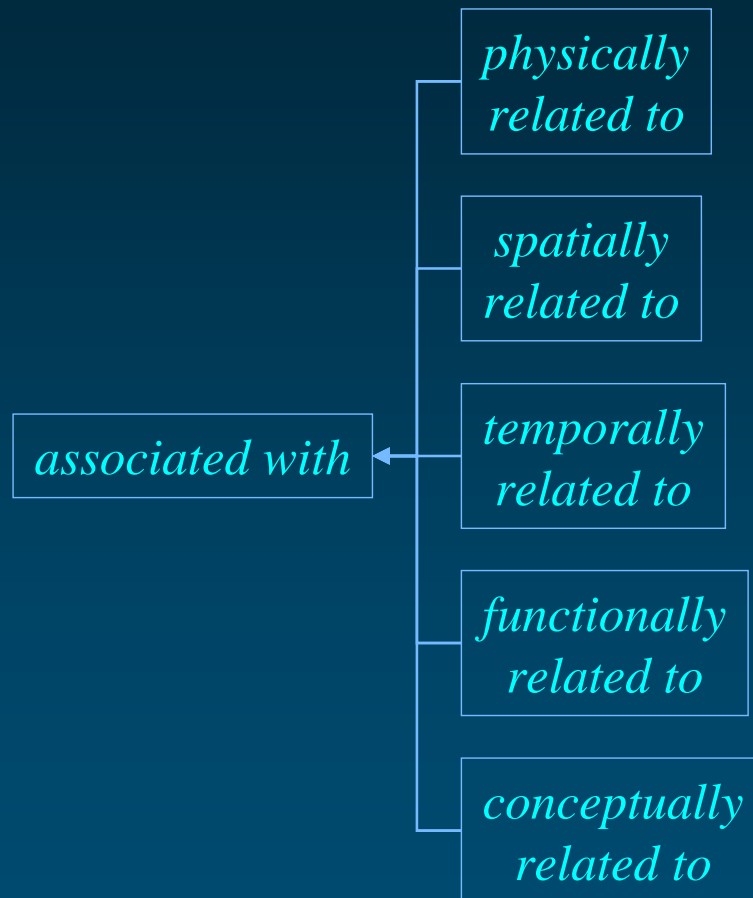 physically
related to
spatially
related to
associated with
temporally
related to
functionally
related to
conceptually
related to